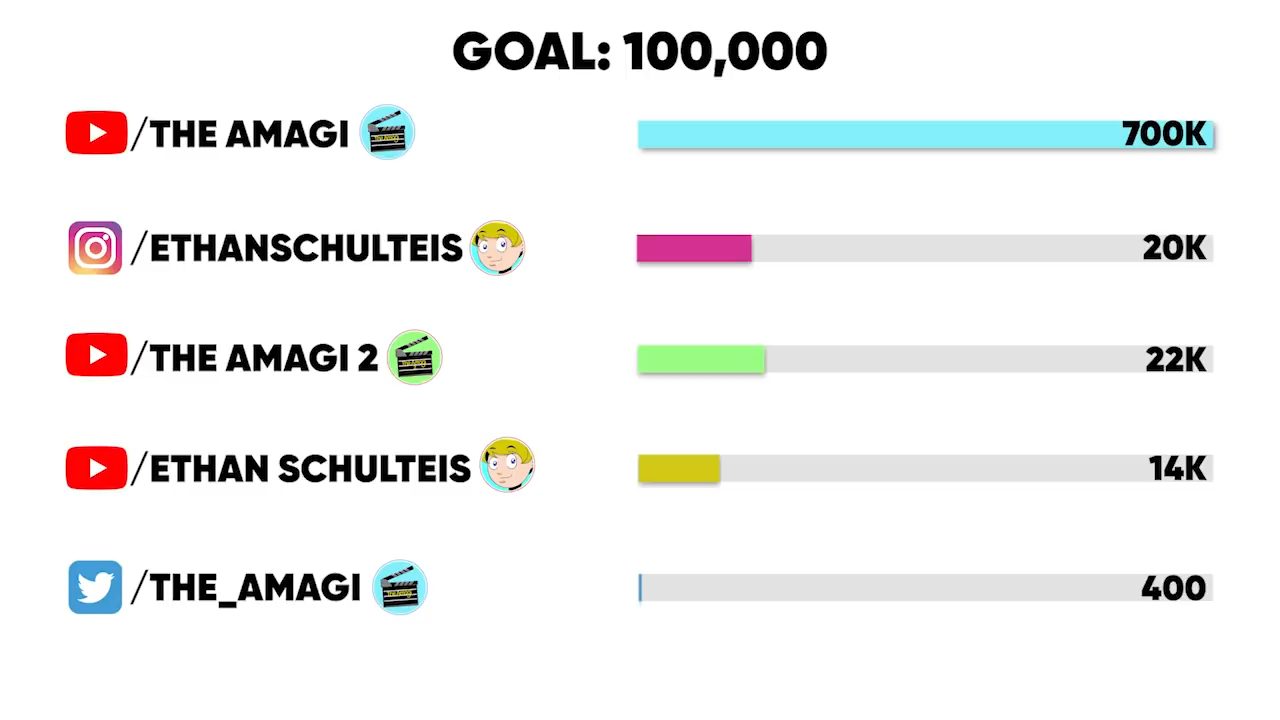 GOAL: 100,000
/THE AMAGI 700K
/ETHANSCHULTEIS 20K
/THE AMAGI 2 22K
/ETHAN SCHULTEIS 14K
/THE_AMAGI 400